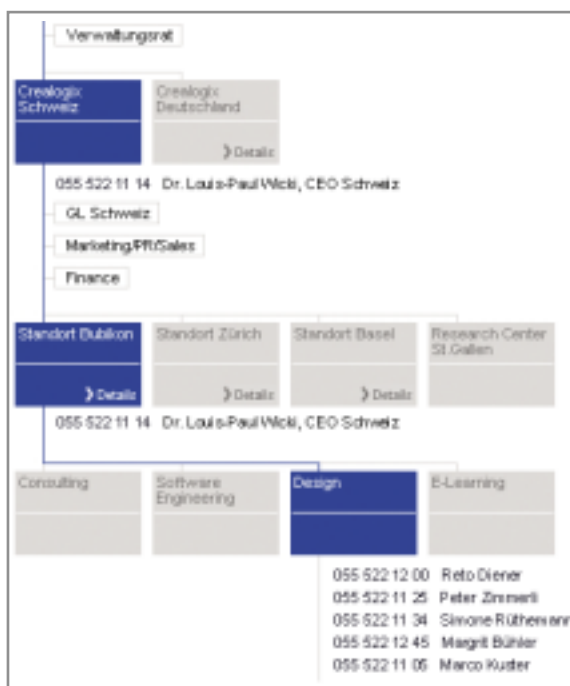 Verwaltungsrat
Crealogix Schweiz
Crealogix Deutschland
❯ Details
055 522 11 14 Dr. Louis-Paul Wicki, CEO Schweiz
GL Schweiz
Marketing/PR/Sales
Finance
Standort Bubikon
❯ Details
Standort Zürich
❯ Details
Standort Basel
❯ Details
Research Center St.Gallen
055 522 11 14 Dr. Louis-Paul Wicki, CEO Schweiz
Consulting
Software Engineering
Design
E-Learning
055 522 12 00 Reto Diener
055 522 11 25 Peter Zimmerli
055 522 11 34 Simone Rüthemann
055 522 12 45 Margrit Bühler
055 522 11 05 Marco Kuster